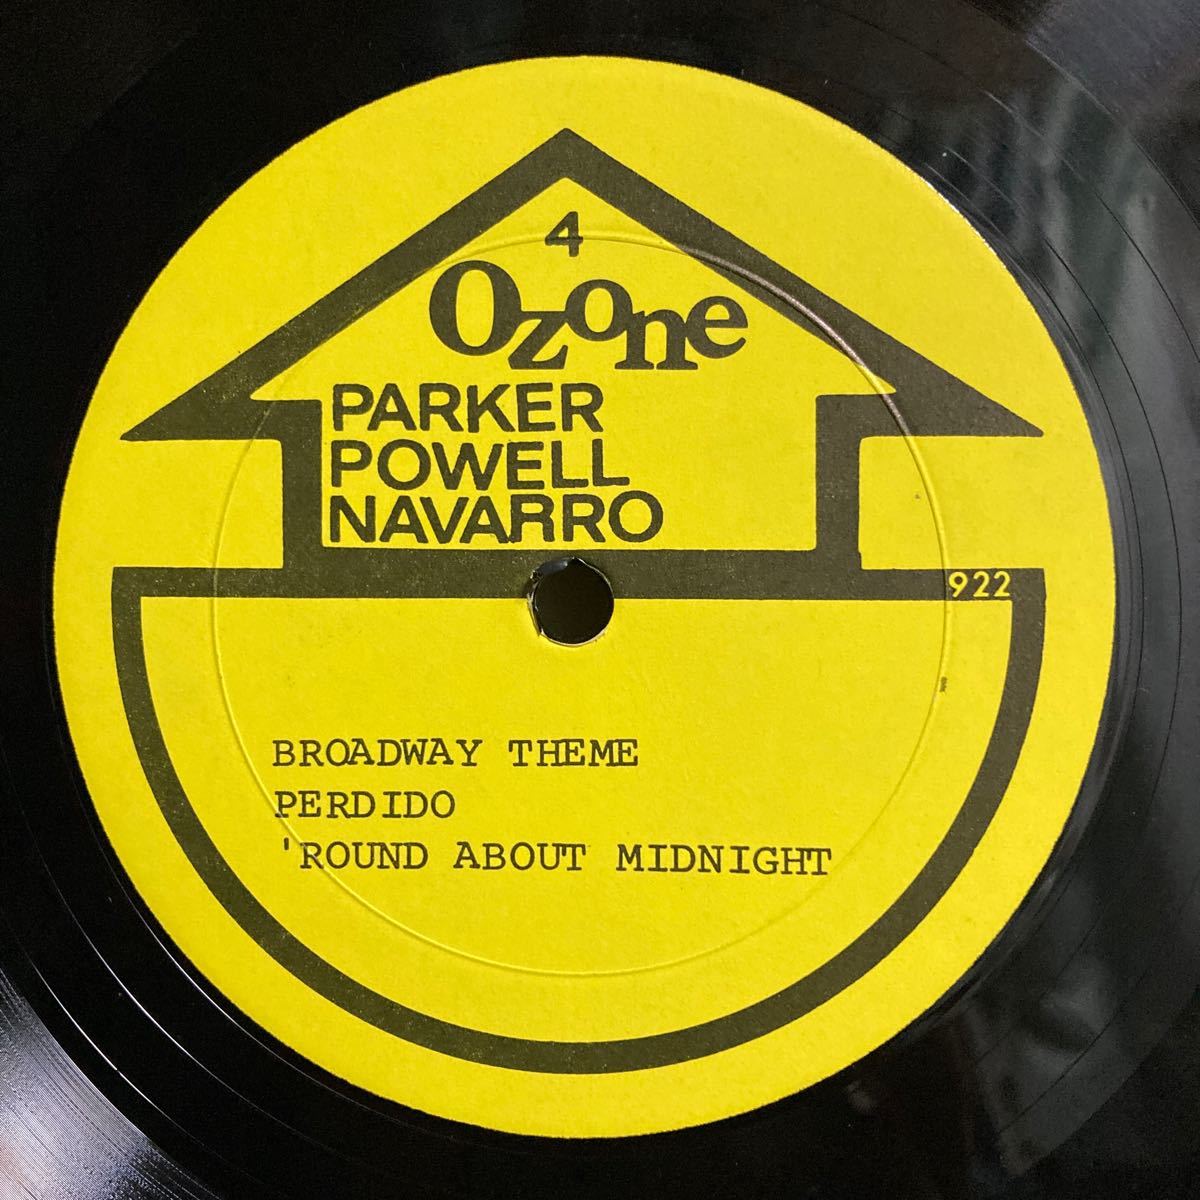 4
Ozone
PARKER
POWELL
NAVARRO
922
BROADWAY THEME
PERDIDO
'ROUND ABOUT MIDNIGHT